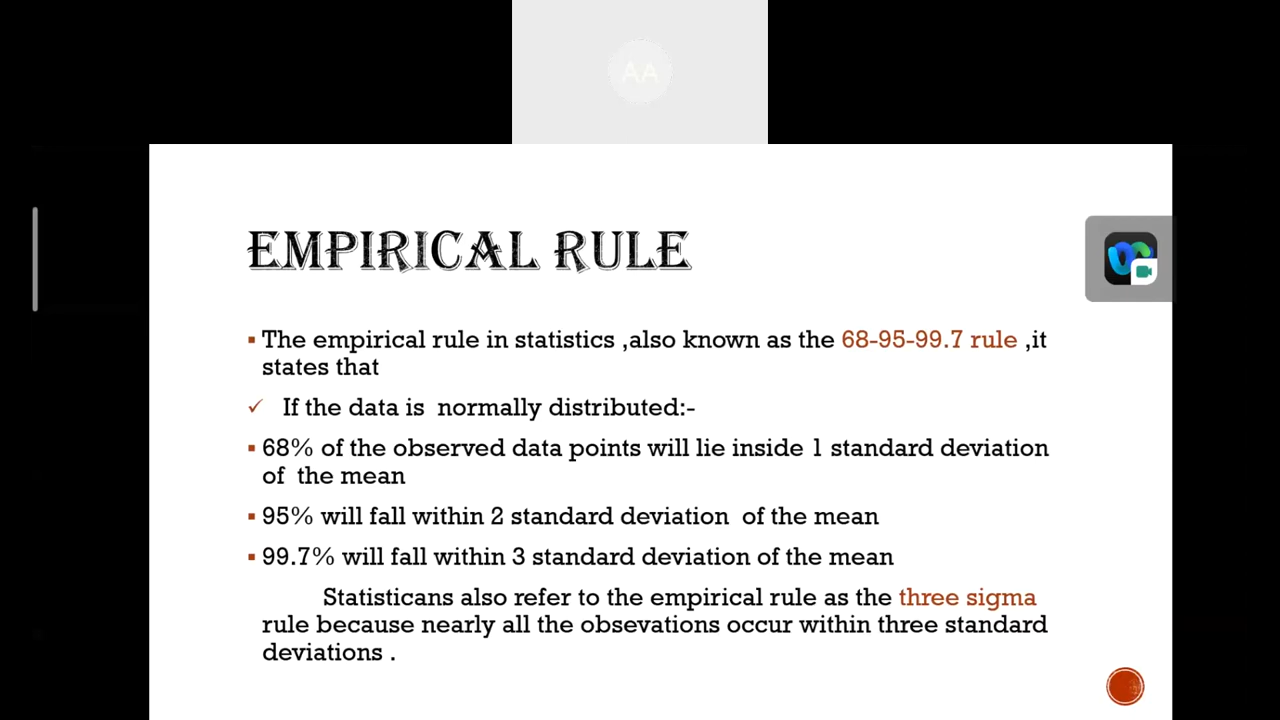 AA
EMPIRICAL RULE
▪ The empirical rule in statistics ,also known as the 68-95-99.7 rule ,it
states that
✓ If the data is normally distributed:-
▪ 68% of the observed data points will lie inside 1 standard deviation
of the mean
▪ 95% will fall within 2 standard deviation of the mean
▪ 99.7% will fall within 3 standard deviation of the mean
Statisticans also refer to the empirical rule as the three sigma
rule because nearly all the obsevations occur within three standard
deviations .